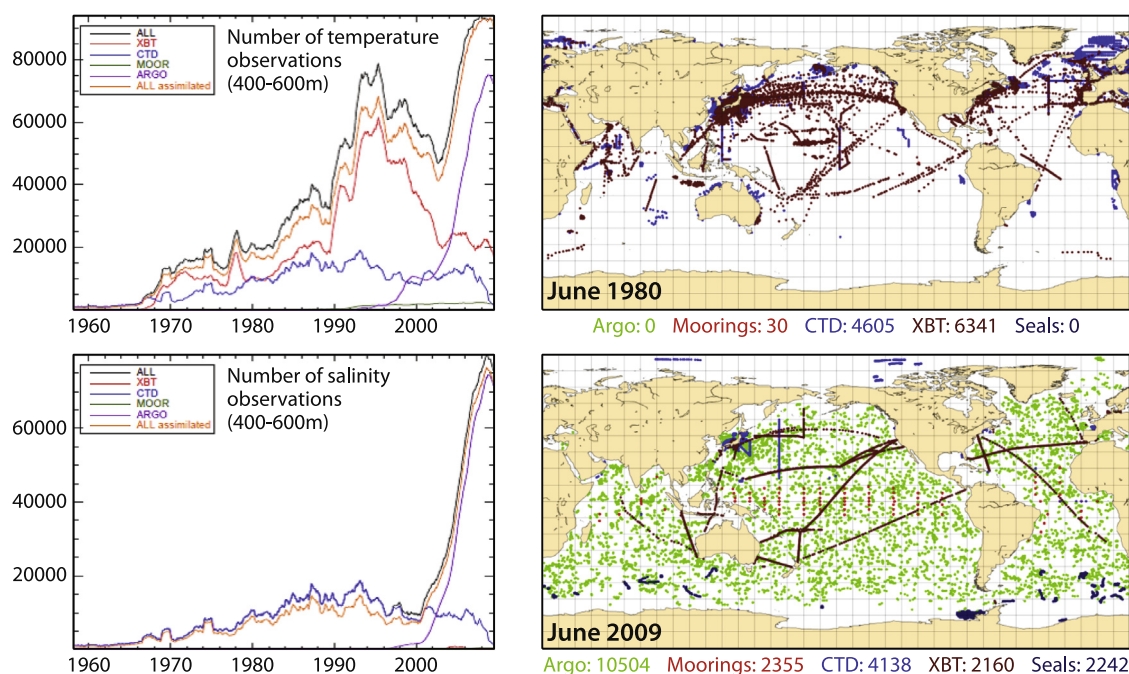 ALL
XBT
CTD
MOOR
ARGO
ALL assimilated
Number of temperature
observations
(400-600m)
80000
60000
40000
20000
1960 1970 1980 1990 2000
June 1980
Argo: 0 Moorings: 30 CTD: 4605 XBT: 6341 Seals: 0
ALL
XBT
CTD
MOOR
ARGO
ALL assimilated
Number of salinity
observations
(400-600m)
60000
40000
20000
1960 1970 1980 1990 2000
June 2009
Argo: 10504 Moorings: 2355 CTD: 4138 XBT: 2160 Seals: 2242